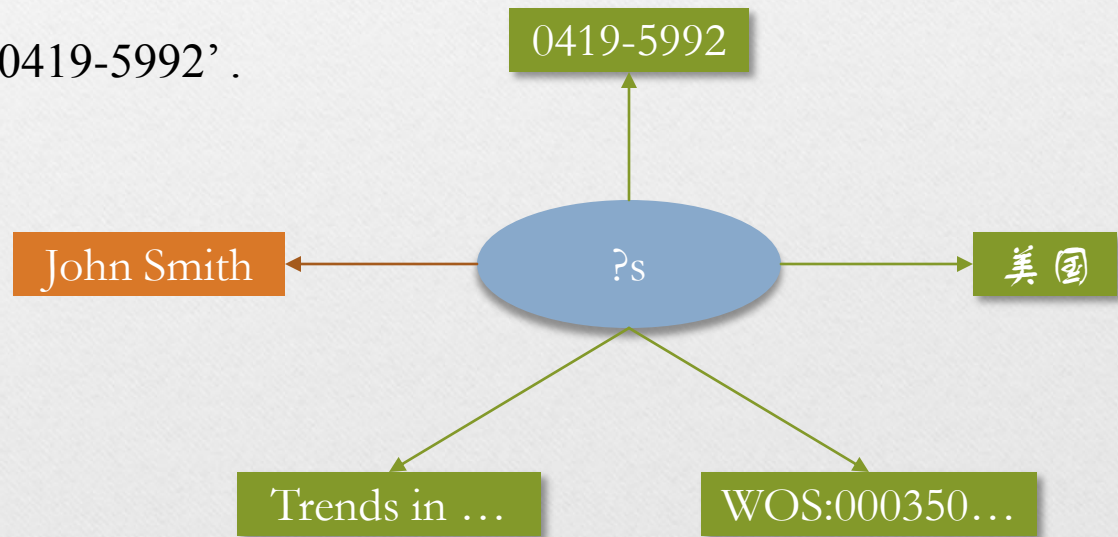 0419-5992
0419-5992’ .
John Smith
?s
美国
Trends in …
WOS:000350…